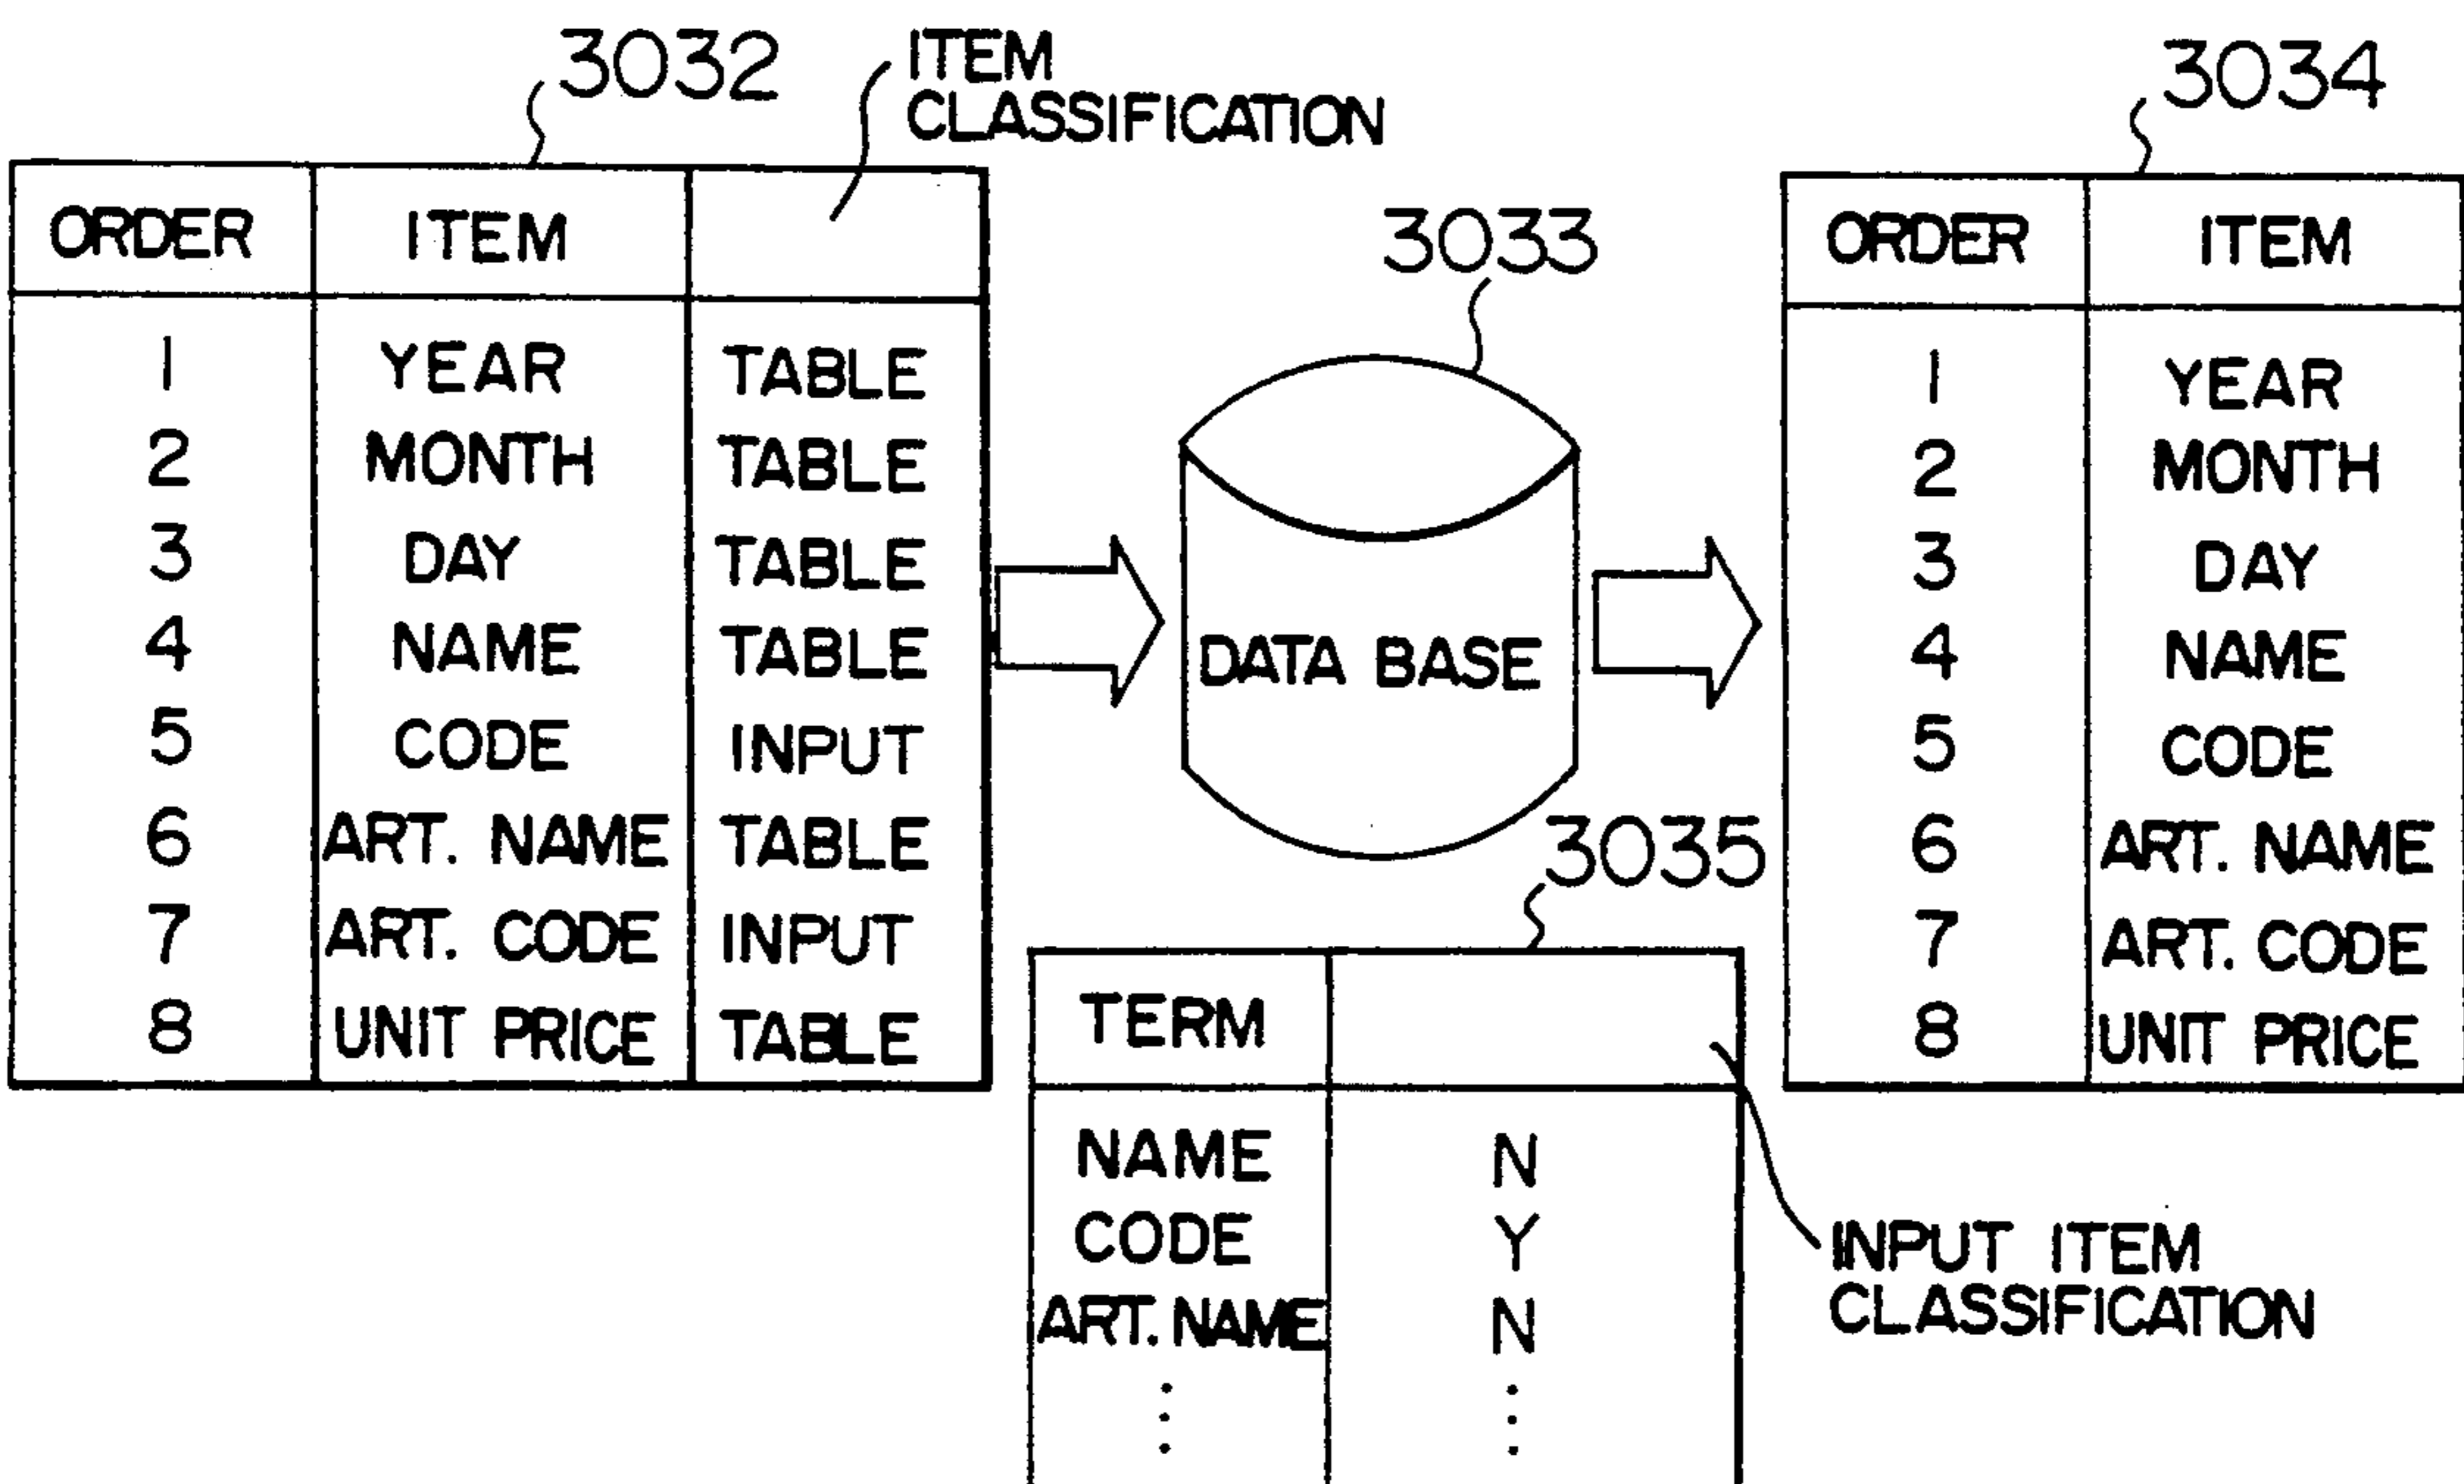 3032
ITEM
CLASSIFICATION
ORDER ITEM
1 YEAR TABLE
2 MONTH TABLE
3 DAY TABLE
4 NAME TABLE
5 CODE INPUT
6 ART. NAME TABLE
7 ART. CODE INPUT
8 UNIT PRICE TABLE
3033
DATA BASE
3034
ORDER ITEM
1 YEAR
2 MONTH
3 DAY
4 NAME
5 CODE
6 ART. NAME
7 ART. CODE
8 UNIT PRICE
3035
TERM
NAME N
CODE Y
ART. NAME N
⋮ ⋮
INPUT ITEM
CLASSIFICATION